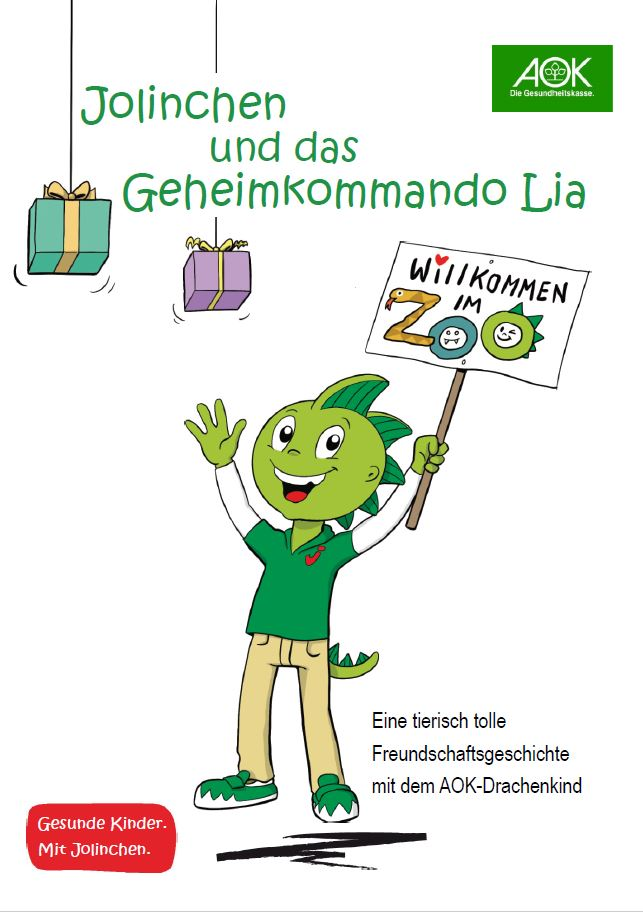 Jolinchen
und das
Geheimkommando Lia
AOK
Die Gesundheitskasse.
WillKOMMEN
IM
Zoo
Eine tierisch tolle
Freundschaftsgeschichte
mit dem AOK-Drachenkind
Gesunde Kinder.
Mit Jolinchen.